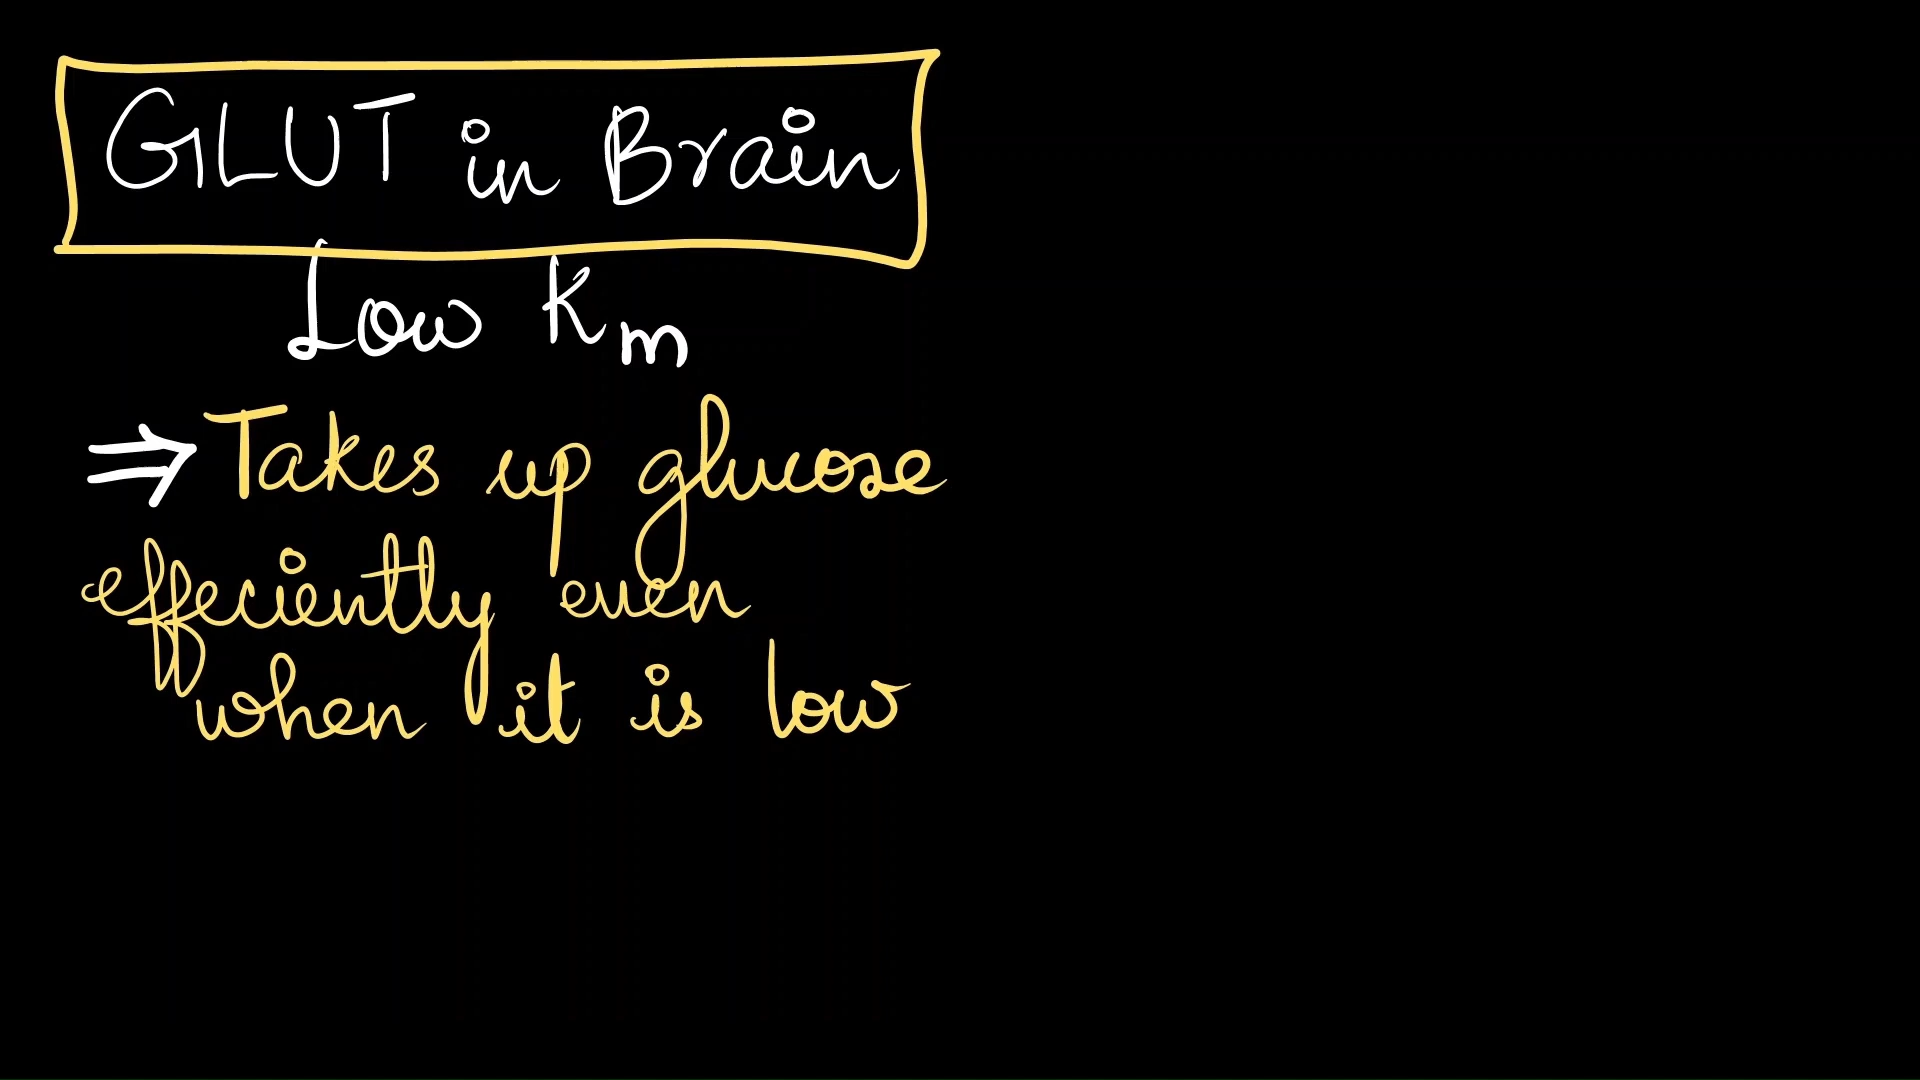 GLUT in Brain
Low Km
⇒ Takes up glucose
effeciently even
when it is low